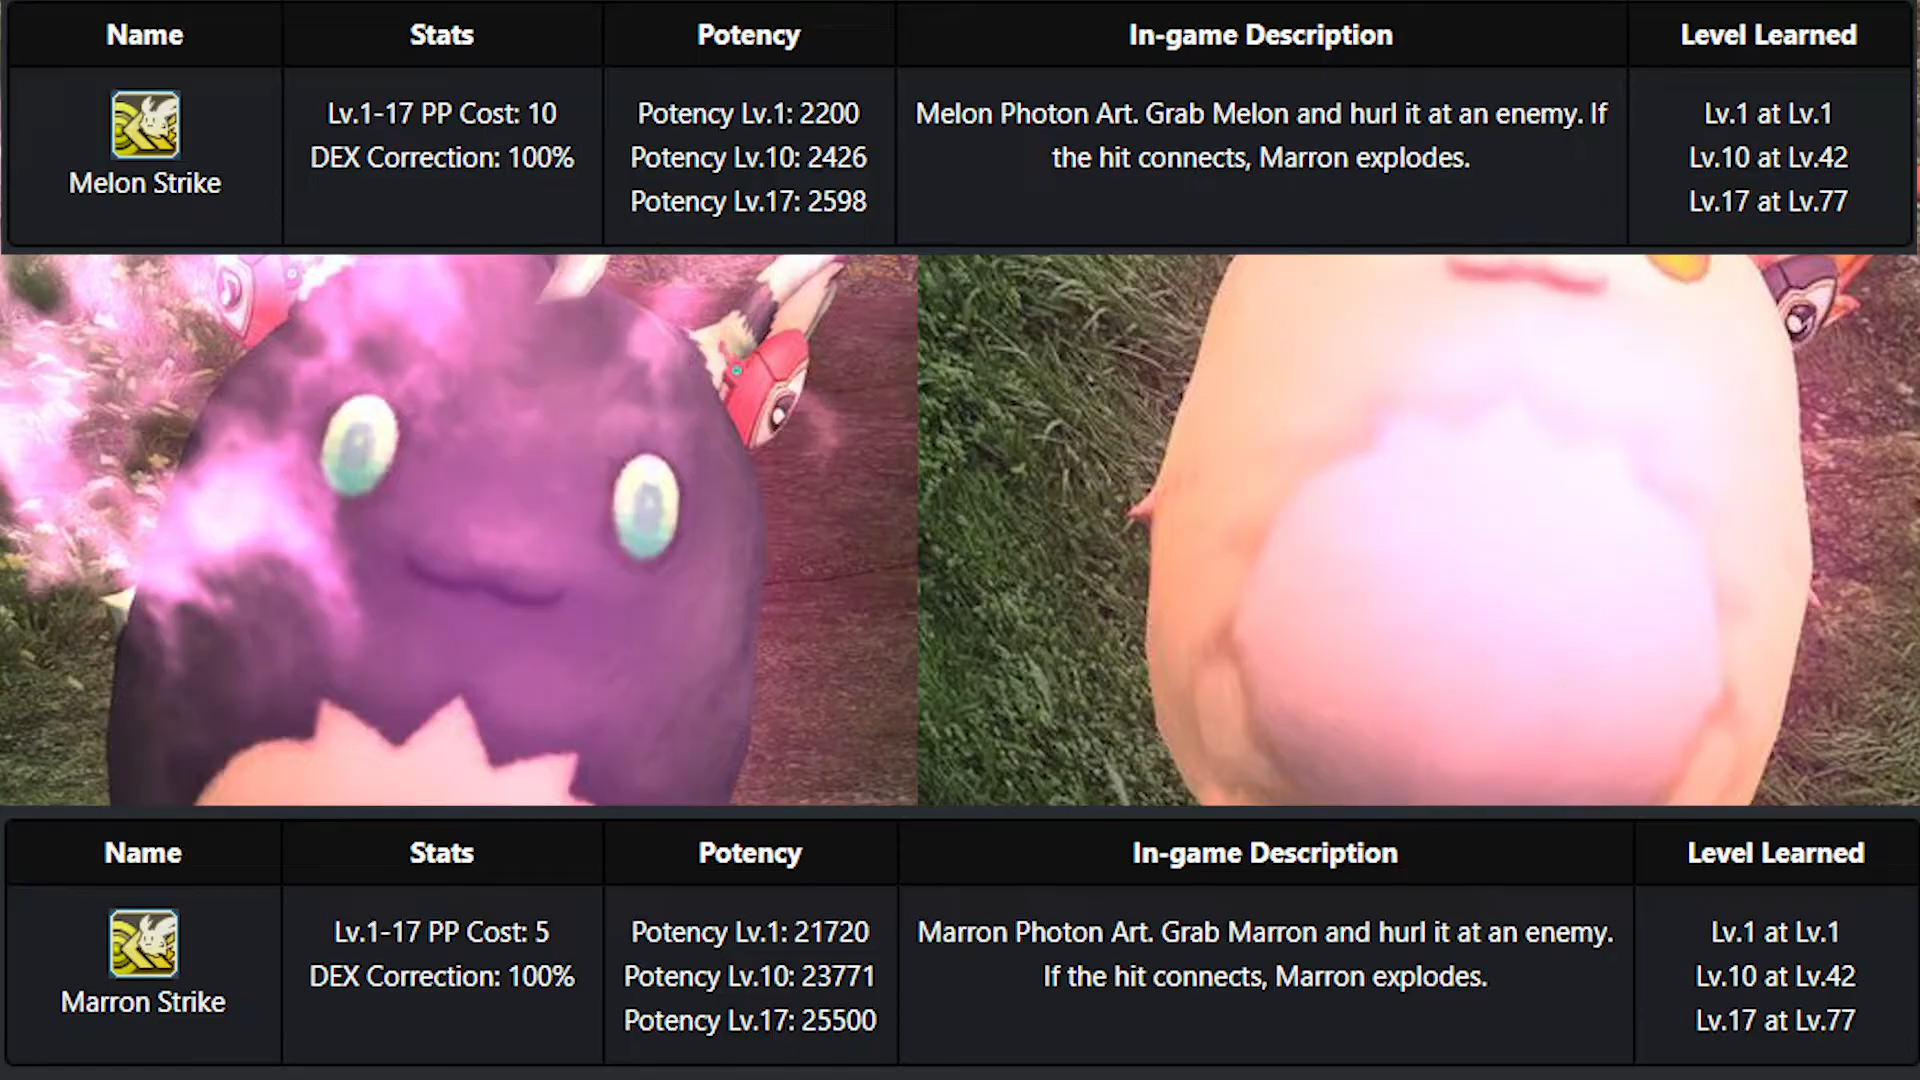 Name Stats Potency In-game Description Level Learned
Lv.1-17 PP Cost: 10 Potency Lv.1: 2200 Melon Photon Art. Grab Melon and hurl it at an enemy. If Lv.1 at Lv.1
DEX Correction: 100% Potency Lv.10: 2426 the hit connects, Marron explodes. Lv.10 at Lv.42
Melon Strike Potency Lv.17: 2598 Lv.17 at Lv.77
Name Stats Potency In-game Description Level Learned
Lv.1-17 PP Cost: 5 Potency Lv.1: 21720 Marron Photon Art. Grab Marron and hurl it at an enemy. Lv.1 at Lv.1
DEX Correction: 100% Potency Lv.10: 23771 If the hit connects, Marron explodes. Lv.10 at Lv.42
Marron Strike Potency Lv.17: 25500 Lv.17 at Lv.77